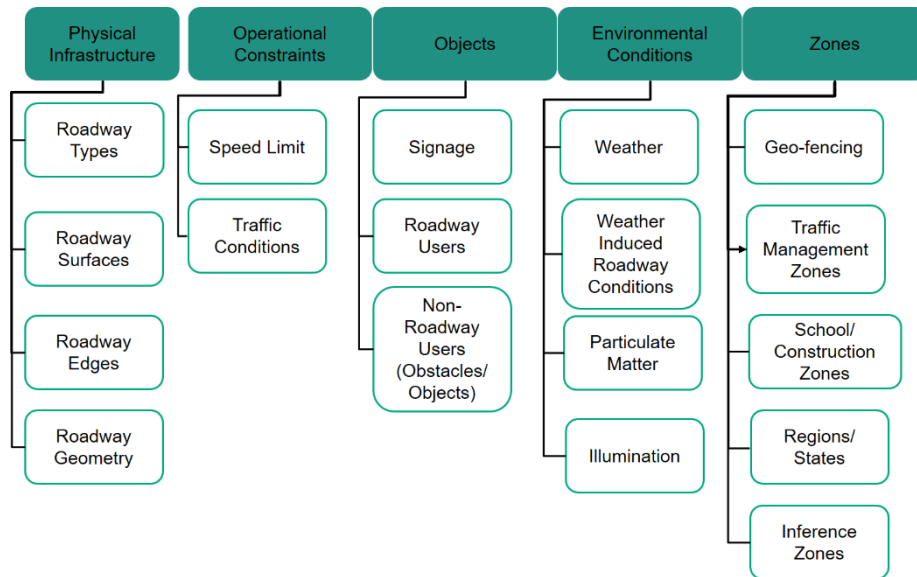 Physical
Infrastructure
Operational
Constraints
Objects
Environmental
Conditions
Zones
Roadway
Types
Roadway
Surfaces
Roadway
Edges
Roadway
Geometry
Speed Limit
Traffic
Conditions
Signage
Roadway
Users
Non-
Roadway
Users
(Obstacles/
Objects)
Weather
Weather
Induced
Roadway
Conditions
Particulate
Matter
Illumination
Geo-fencing
Traffic
Management
Zones
School/
Construction
Zones
Regions/
States
Inference
Zones